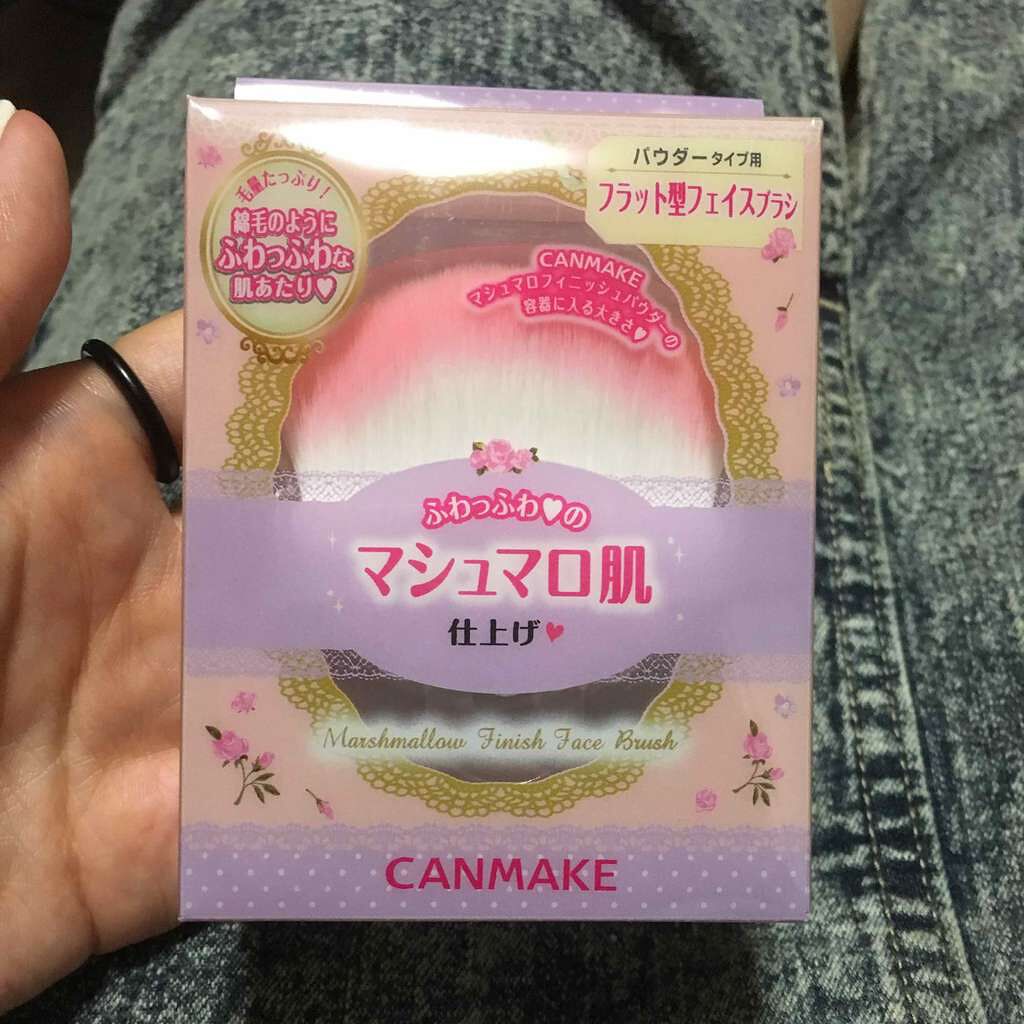 毛量たっぷり!
綿毛のように
ふわっふわな
肌あたり♥
パウダータイプ用
フラット型フェイスブラシ
CANMAKE
マシュマロフィニッシュパウダーの
容器に入る大きさ♥
ふわっふわ♥の
マシュマロ肌
仕上げ♥
Marshmallow Finish Face Brush
CANMAKE